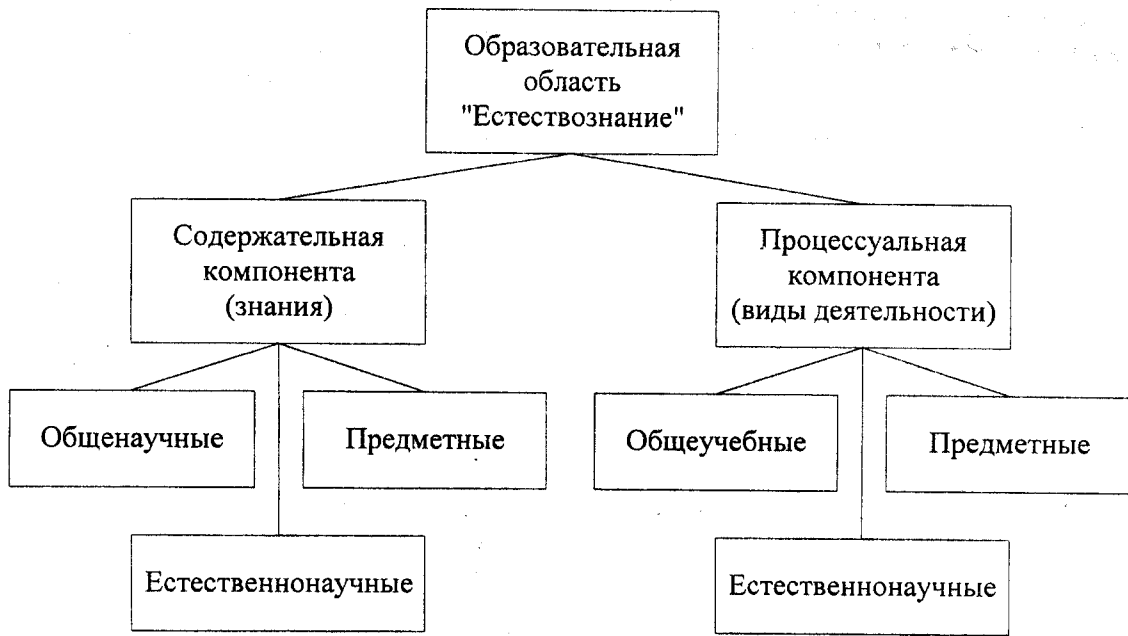 Образовательная
область
"Естествознание"
Содержательная
компонента
(знания)
Процессуальная
компонента
(виды деятельности)
Общенаучные
Предметные
Общеучебные
Предметные
Естественнонаучные
Естественнонаучные